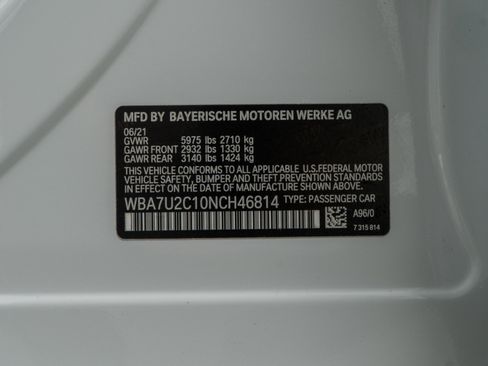 MFD BY BAYERISCHE MOTOREN WERKE AG
06/21
GVWR 5975 lbs 2710 kg
GAWR FRONT 2932 lbs 1330 kg
GAWR REAR 3140 lbs 1424 kg
THIS VEHICLE CONFORMS TO ALL APPLICABLE U.S.FEDERAL MOTOR
VEHICLE SAFETY, BUMPER, AND THEFT PREVENTION STANDARDS
IN EFFECT ON THE DATE OF MANUFACTURE SHOWN ABOVE.
WBA7U2C10NCH46814 TYPE: PASSENGER CAR
A96/0
7 315 814